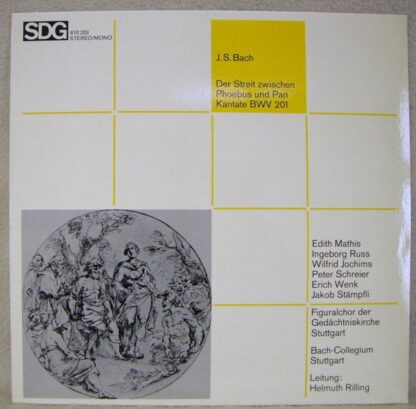 SDG
610 203
STEREO/MONO
J. S. Bach
Der Streit zwischen
Phoebus und Pan
Kantate BWV 201
Edith Mathis
Ingeborg Russ
Wilfrid Jochims
Peter Schreier
Erich Wenk
Jakob Stämpfli
Figuralchor der
Gedächtniskirche
Stuttgart
Bach-Collegium
Stuttgart
Leitung:
Helmuth Rilling